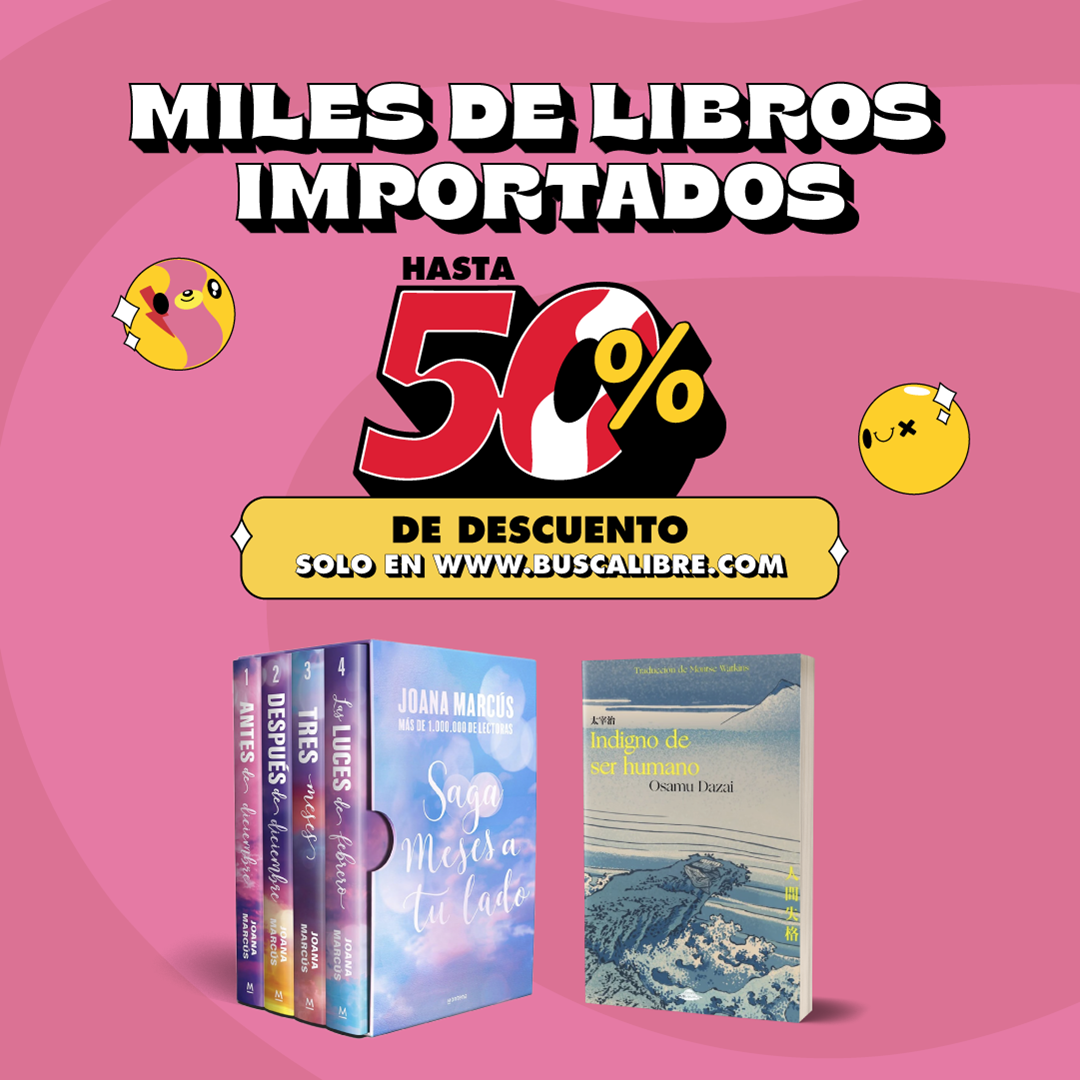 MILES DE LIBROS
IMPORTADOS
HASTA
50%
DE DESCUENTO
SOLO EN WWW.BUSCALIBRE.COM
1 ANTES de diciembre JOANA MARCÚS M
2 DESPUÉS de diciembre JOANA MARCÚS M
3 TRES meses JOANA MARCÚS M
4 Las LUCES de febrero JOANA MARCÚS M
JOANA MARCÚS
MÁS DE 1.000.000 DE LECTURAS
Saga
Meses a
tu lado
Traducción de Montse Watkins
太宰治
Indigno de
ser humano
Osamu Dazai
人間失格